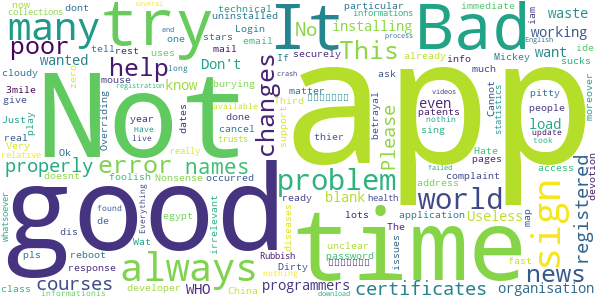 now several dont technical uninstalled immediate
collections many try It Bad waste
poor tell rest Login installing ide
wanted help stars email No This want working sucks
cloudy uses mail Don't securely If already info Mickey
3mile zero mouse know burying matter ask much Cannot
give Overriding year available Third even patents pitty
Just play dates done people
real error names cancel support thier betrayal load statistics
Very Not app
relative live trusts sing update
properly Have really changes Please nothin took
Ok doesnt foolish occurred Hate pages access
good Nonsense problem address complaint devotion
whatsoever found Everything egypt irrelevant ready health world
de blank lots application Useless sign registered
dis Wat diseases The map
pls reboot always time issues unclear news
response Rubbish password fast
courses WHO Dirty
class developer China programmers certificates organisation
informationis nothing download
end one crash English process
long registration videos failed moreover iam informations particular